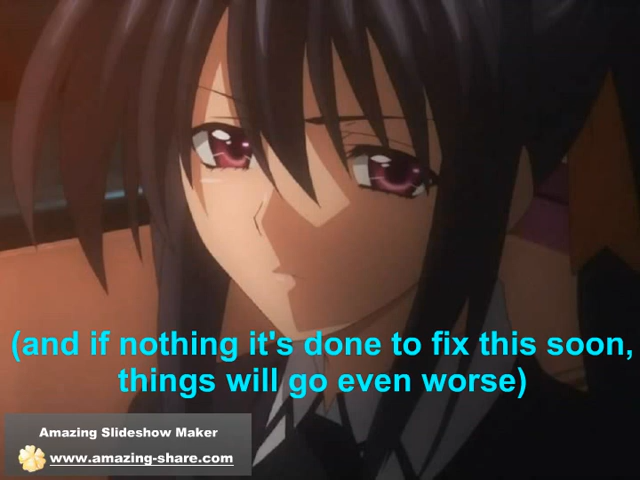 (and if nothing it's done to fix this soon,
things will go even worse)
Amazing Slideshow Maker
www.amazing-share.com